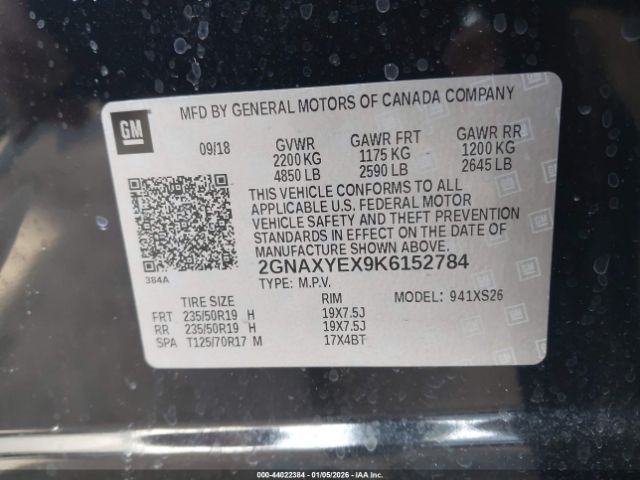 MFD BY GENERAL MOTORS OF CANADA COMPANY
GM
09/18 GVWR GAWR FRT GAWR RR
2200 KG 1175 KG 1200 KG
4850 LB 2590 LB 2645 LB
THIS VEHICLE CONFORMS TO ALL
APPLICABLE U.S. FEDERAL MOTOR
VEHICLE SAFETY AND THEFT PREVENTION
STANDARDS IN EFFECT ON THE DATE OF
MANUFACTURE SHOWN ABOVE.
384A
2GNAXYEX9K6152784
TYPE: M.P.V.
TIRE SIZE RIM MODEL: 941XS26
FRT 235/50R19 H 19X7.5J
RR 235/50R19 H 19X7.5J
SPA T125/70R17 M 17X4BT
000-44022384 | 01/05/2026 - IAAI.COM